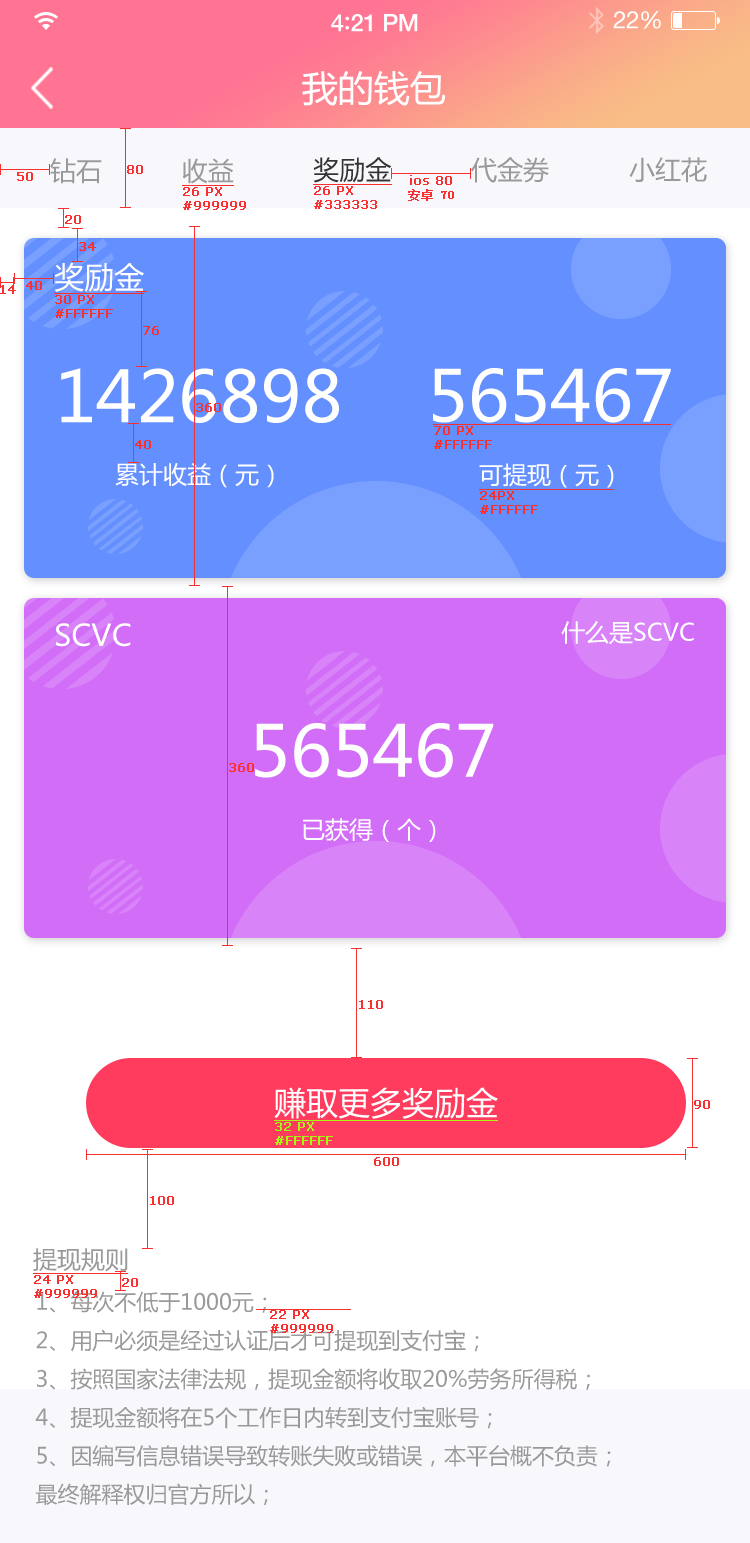 4:21 PM 22%
我的钱包
钻石 收益 奖励金 代金券 小红花
50 80 26 PX #999999 26 PX #333333 ios 80 安卓 70
20
34
奖励金
14 40 30 PX
#FFFFFF
76
1426898 565467
360
70 PX
#FFFFFF
40
累计收益（元） 可提现（元）
24PX
#FFFFFF
SCVC 什么是SCVC
565467
360
已获得（个）
110
赚取更多奖励金
32 PX
#FFFFFF
90
600
100
提现规则
24 PX
#999999
20
1、每次不低于1000元；
22 PX
#999999
2、用户必须是经过认证后才可提现到支付宝；
3、按照国家法律法规，提现金额将收取20%劳务所得税；
4、提现金额将在5个工作日内转到支付宝账号；
5、因编写信息错误导致转账失败或错误，本平台概不负责；
最终解释权归官方所以；